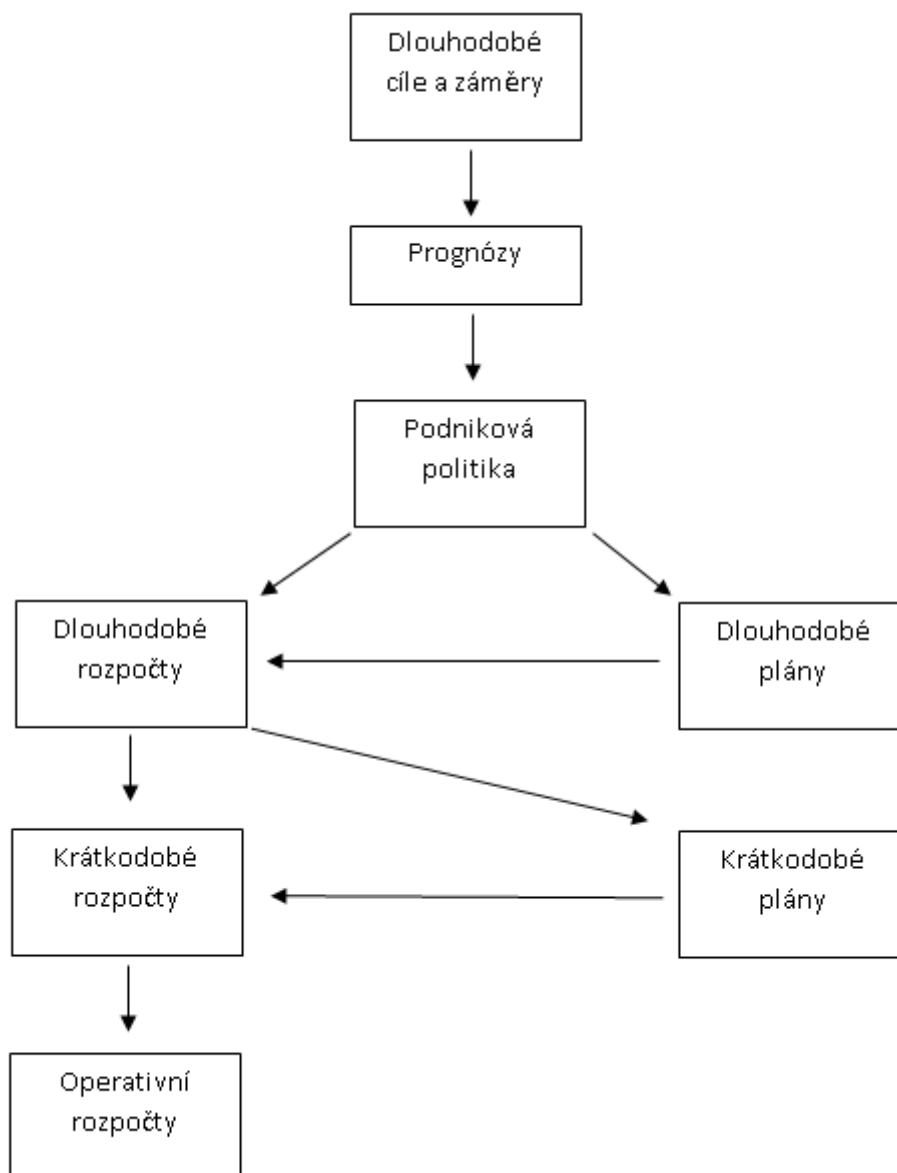 Dlouhodobé
cíle a záměry
Prognózy
Podniková
politika
Dlouhodobé
rozpočty
Dlouhodobé
plány
Krátkodobé
rozpočty
Krátkodobé
plány
Operativní
rozpočty